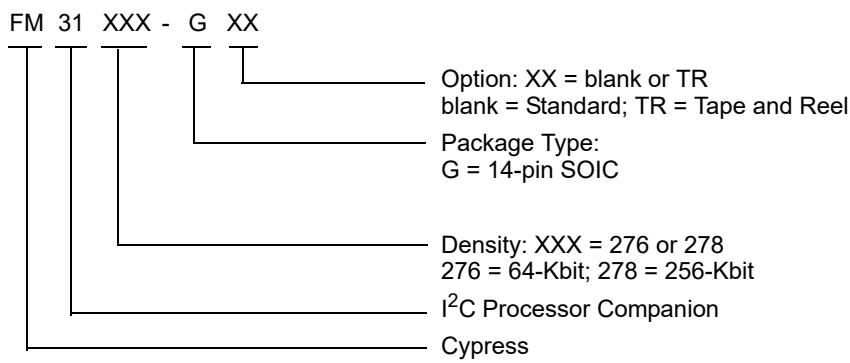 FM 31 XXX - G XX
Option: XX = blank or TR
blank = Standard; TR = Tape and Reel
Package Type:
G = 14-pin SOIC
Density: XXX = 276 or 278
276 = 64-Kbit; 278 = 256-Kbit
I²C Processor Companion
Cypress